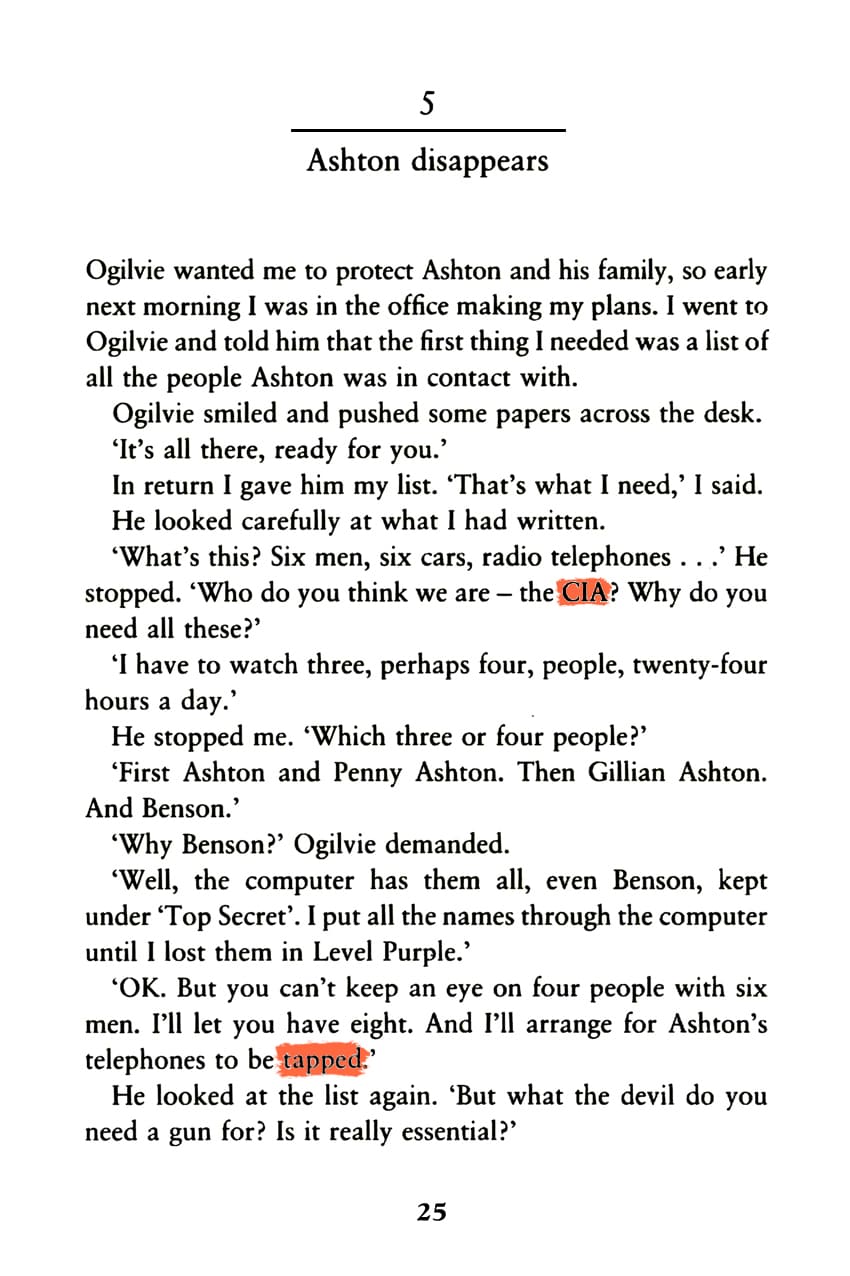 5
Ashton disappears
Ogilvie wanted me to protect Ashton and his family, so early
next morning I was in the office making my plans. I went to
Ogilvie and told him that the first thing I needed was a list of
all the people Ashton was in contact with.
Ogilvie smiled and pushed some papers across the desk.
‘It’s all there, ready for you.’
In return I gave him my list. ‘That’s what I need,’ I said.
He looked carefully at what I had written.
‘What’s this? Six men, six cars, radio telephones . . .’ He
stopped. ‘Who do you think we are – the CIA? Why do you
need all these?’
‘I have to watch three, perhaps four, people, twenty-four
hours a day.’
He stopped me. ‘Which three or four people?’
‘First Ashton and Penny Ashton. Then Gillian Ashton.
And Benson.’
‘Why Benson?’ Ogilvie demanded.
‘Well, the computer has them all, even Benson, kept
under ‘Top Secret’. I put all the names through the computer
until I lost them in Level Purple.’
‘OK. But you can’t keep an eye on four people with six
men. I’ll let you have eight. And I’ll arrange for Ashton’s
telephones to be tapped.’
He looked at the list again. ‘But what the devil do you
need a gun for? Is it really essential?’
25